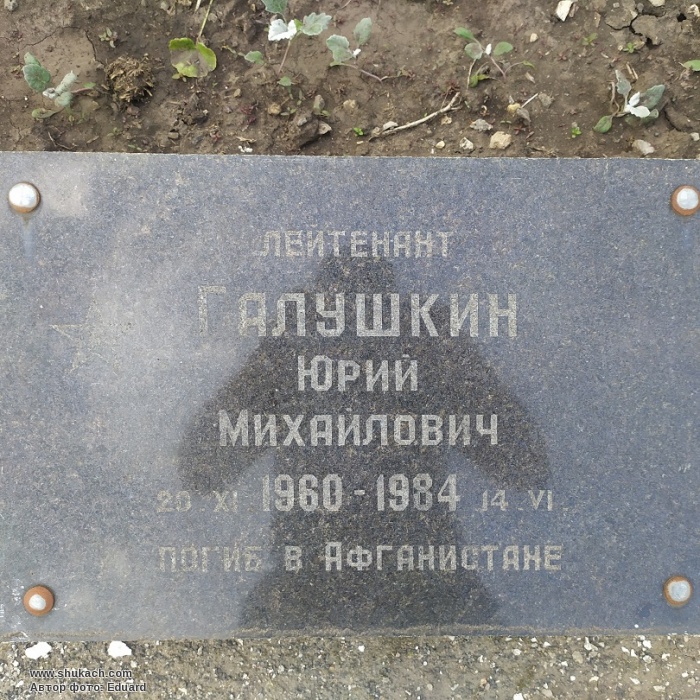 ЛЕЙТЕНАНТ
ГАЛУШКИН
ЮРИЙ
МИХАЙЛОВИЧ
20 XI 1960 - 1984 14 VI
ПОГИБ В АФГАНИСТАНЕ
www.shukach.com
Автор фото: Eduard